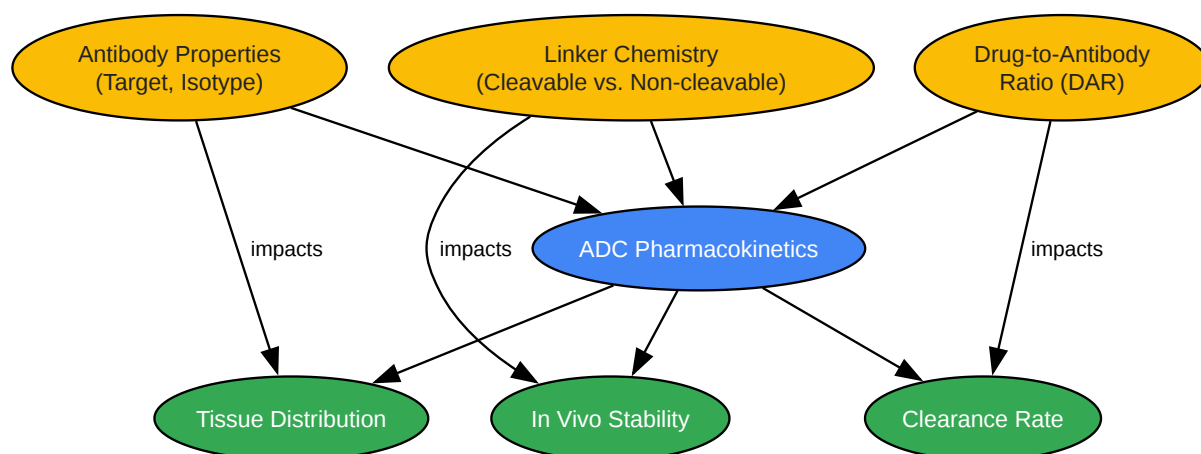 Antibody Properties
(Target, Isotype)
Linker Chemistry
(Cleavable vs. Non-cleavable)
Drug-to-Antibody
Ratio (DAR)
impacts
impacts
ADC Pharmacokinetics
impacts
Tissue Distribution
In Vivo Stability
Clearance Rate